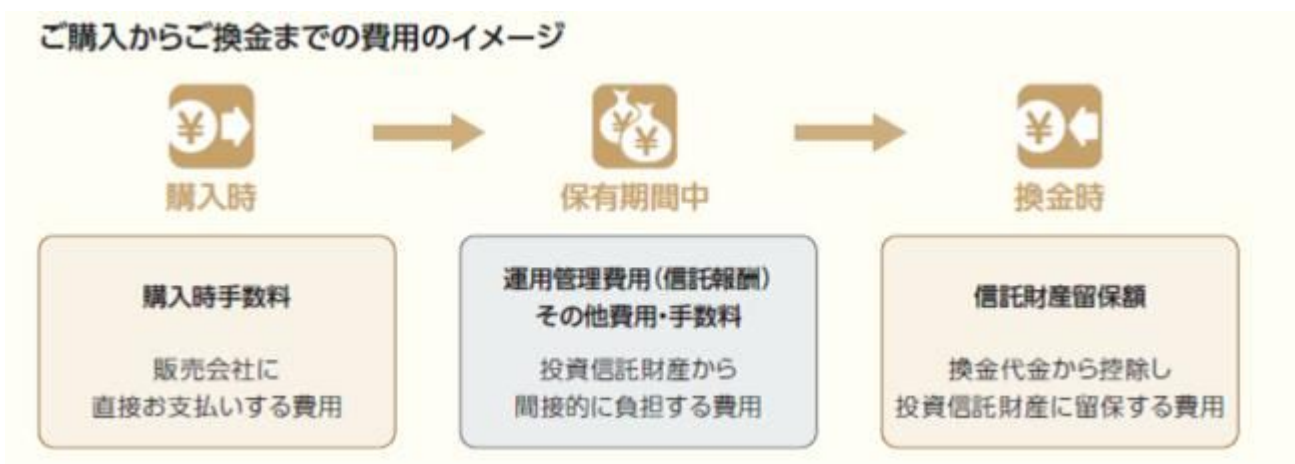 ご購入からご換金までの費用のイメージ
¥
購入時
¥¥
保有期間中
¥
換金時
購入時手数料
販売会社に
直接お支払いする費用
運用管理費用(信託報酬)
その他費用・手数料
投資信託財産から
間接的に負担する費用
信託財産留保額
換金代金から控除し
投資信託財産に留保する費用